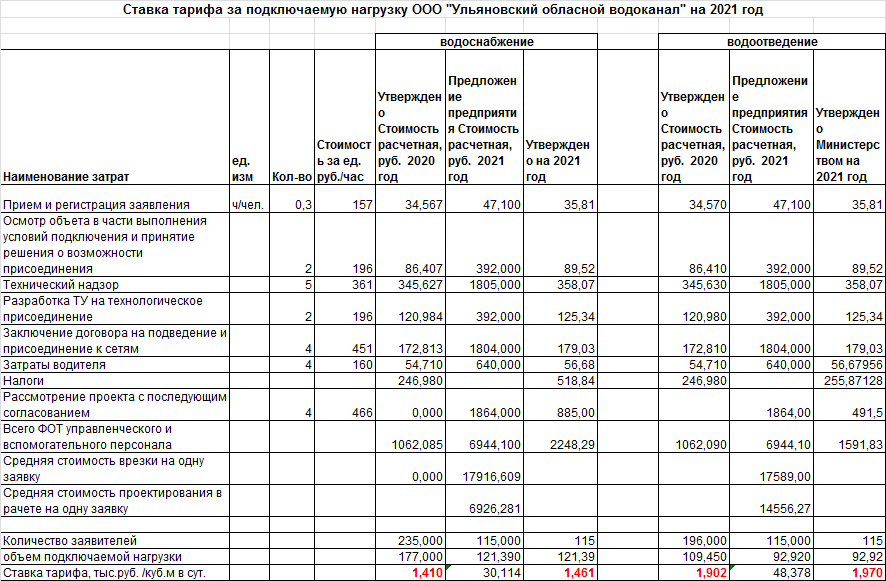 Ставка тарифа за подключаемую нагрузку ООО "Ульяновский обласной водоканал" на 2021 год
водоснабжение водоотведение
Наименование затрат ед. изм Кол-во Стоимость за ед. руб./час Утверждено Стоимость расчетная, руб. 2020 год Предложение предприятия Стоимость расчетная, руб. 2021 год Утверждено на 2021 год Утверждено Стоимость расчетная, руб. 2020 год Предложение предприятия Стоимость расчетная, руб. 2021 год Утверждено Министерством на 2021 год
Прием и регистрация заявления ч/чел. 0,3 157 34,567 47,100 35,81 34,570 47,100 35,81
Осмотр объета в части выполнения
условий подключения и принятие
решения о возможности
присоединения 2 196 86,407 392,000 89,52 86,410 392,000 89,52
Технический надзор 5 361 345,627 1805,000 358,07 345,630 1805,000 358,07
Разработка ТУ на технологическое
присоединение 2 196 120,984 392,000 125,34 120,980 392,000 125,34
Заключение договора на подведение и
присоединение к сетям 4 451 172,813 1804,000 179,03 172,810 1804,000 179,03
Затраты водителя 4 160 54,710 640,000 56,68 54,710 640,000 56,67956
Налоги 246,980 518,84 246,980 255,87128
Рассмотрение проекта с последующим
согласованием 4 466 0,000 1864,000 885,00 1864,00 491,5
Всего ФОТ управленческого и
вспомогательного персонала 1062,085 6944,100 2248,29 1062,090 6944,10 1591,83
Средняя стоимость врезки на одну
заявку 0,000 17916,609 17589,00
Средняя стоимость проектирования в
рачете на одну заявку 6926,281 14556,27
Количество заявителей 235,000 115,000 115 196,000 115,000 115
объем подключаемой нагрузки 177,000 121,390 121,39 109,450 92,920 92,92
Ставка тарифа, тыс.руб. /куб.м в сут. 1,410 30,114 1,461 1,902 48,378 1,970